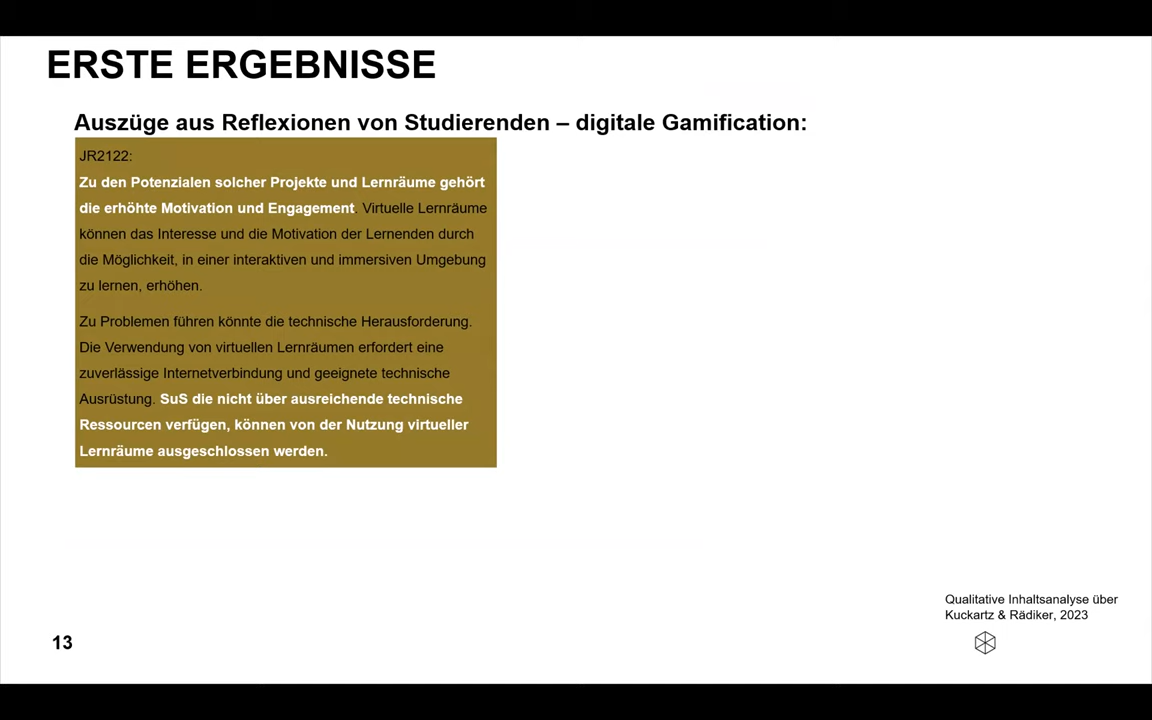 ERSTE ERGEBNISSE
Auszüge aus Reflexionen von Studierenden – digitale Gamification:
JR2122:
Zu den Potenzialen solcher Projekte und Lernräume gehört
die erhöhte Motivation und Engagement. Virtuelle Lernräume
können das Interesse und die Motivation der Lernenden durch
die Möglichkeit, in einer interaktiven und immersiven Umgebung
zu lernen, erhöhen.
Zu Problemen führen könnte die technische Herausforderung.
Die Verwendung von virtuellen Lernräumen erfordert eine
zuverlässige Internetverbindung und geeignete technische
Ausrüstung. SuS die nicht über ausreichende technische
Ressourcen verfügen, können von der Nutzung virtueller
Lernräume ausgeschlossen werden.
Qualitative Inhaltsanalyse über
Kuckartz & Rädiker, 2023
13